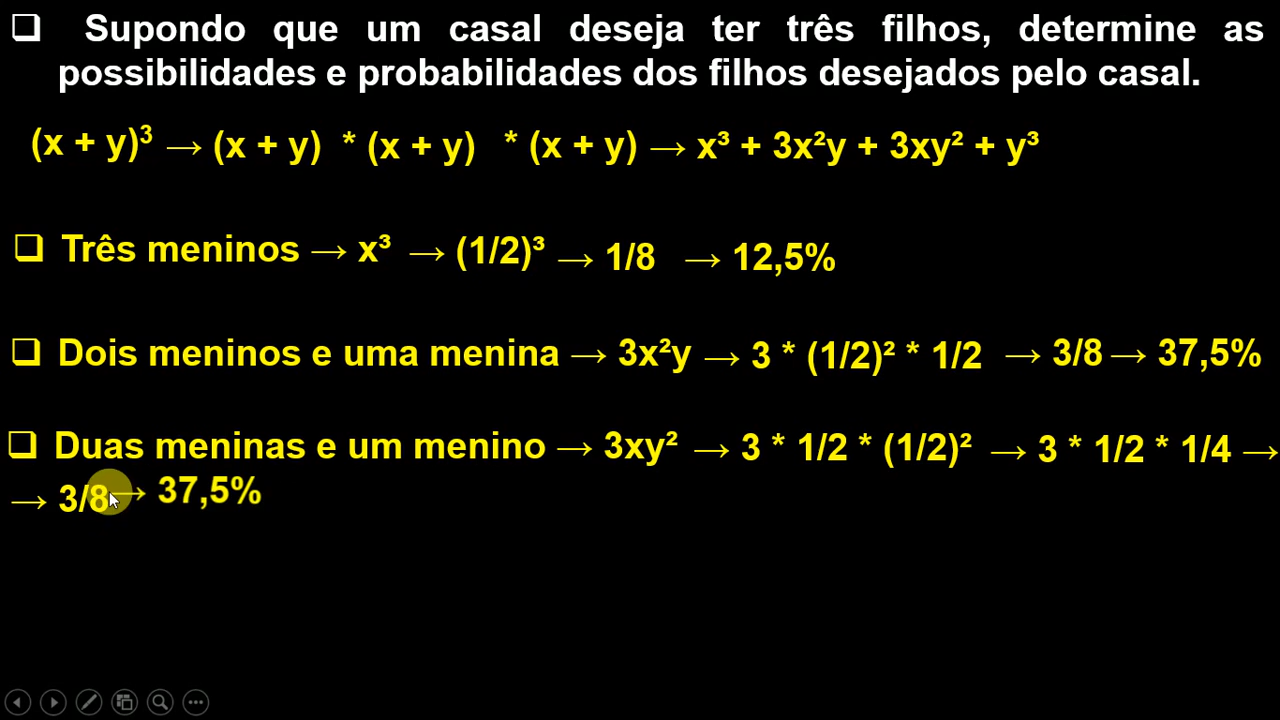 ❑ Supondo que um casal deseja ter três filhos, determine as
possibilidades e probabilidades dos filhos desejados pelo casal.
(x + y)³ → (x + y) * (x + y) * (x + y) → x³ + 3x²y + 3xy² + y³
❑ Três meninos → x³ → (1/2)³ → 1/8 → 12,5%
❑ Dois meninos e uma menina → 3x²y → 3 * (1/2)² * 1/2 → 3/8 → 37,5%
❑ Duas meninas e um menino → 3xy² → 3 * 1/2 * (1/2)² → 3 * 1/2 * 1/4 →
→ 3/8 → 37,5%